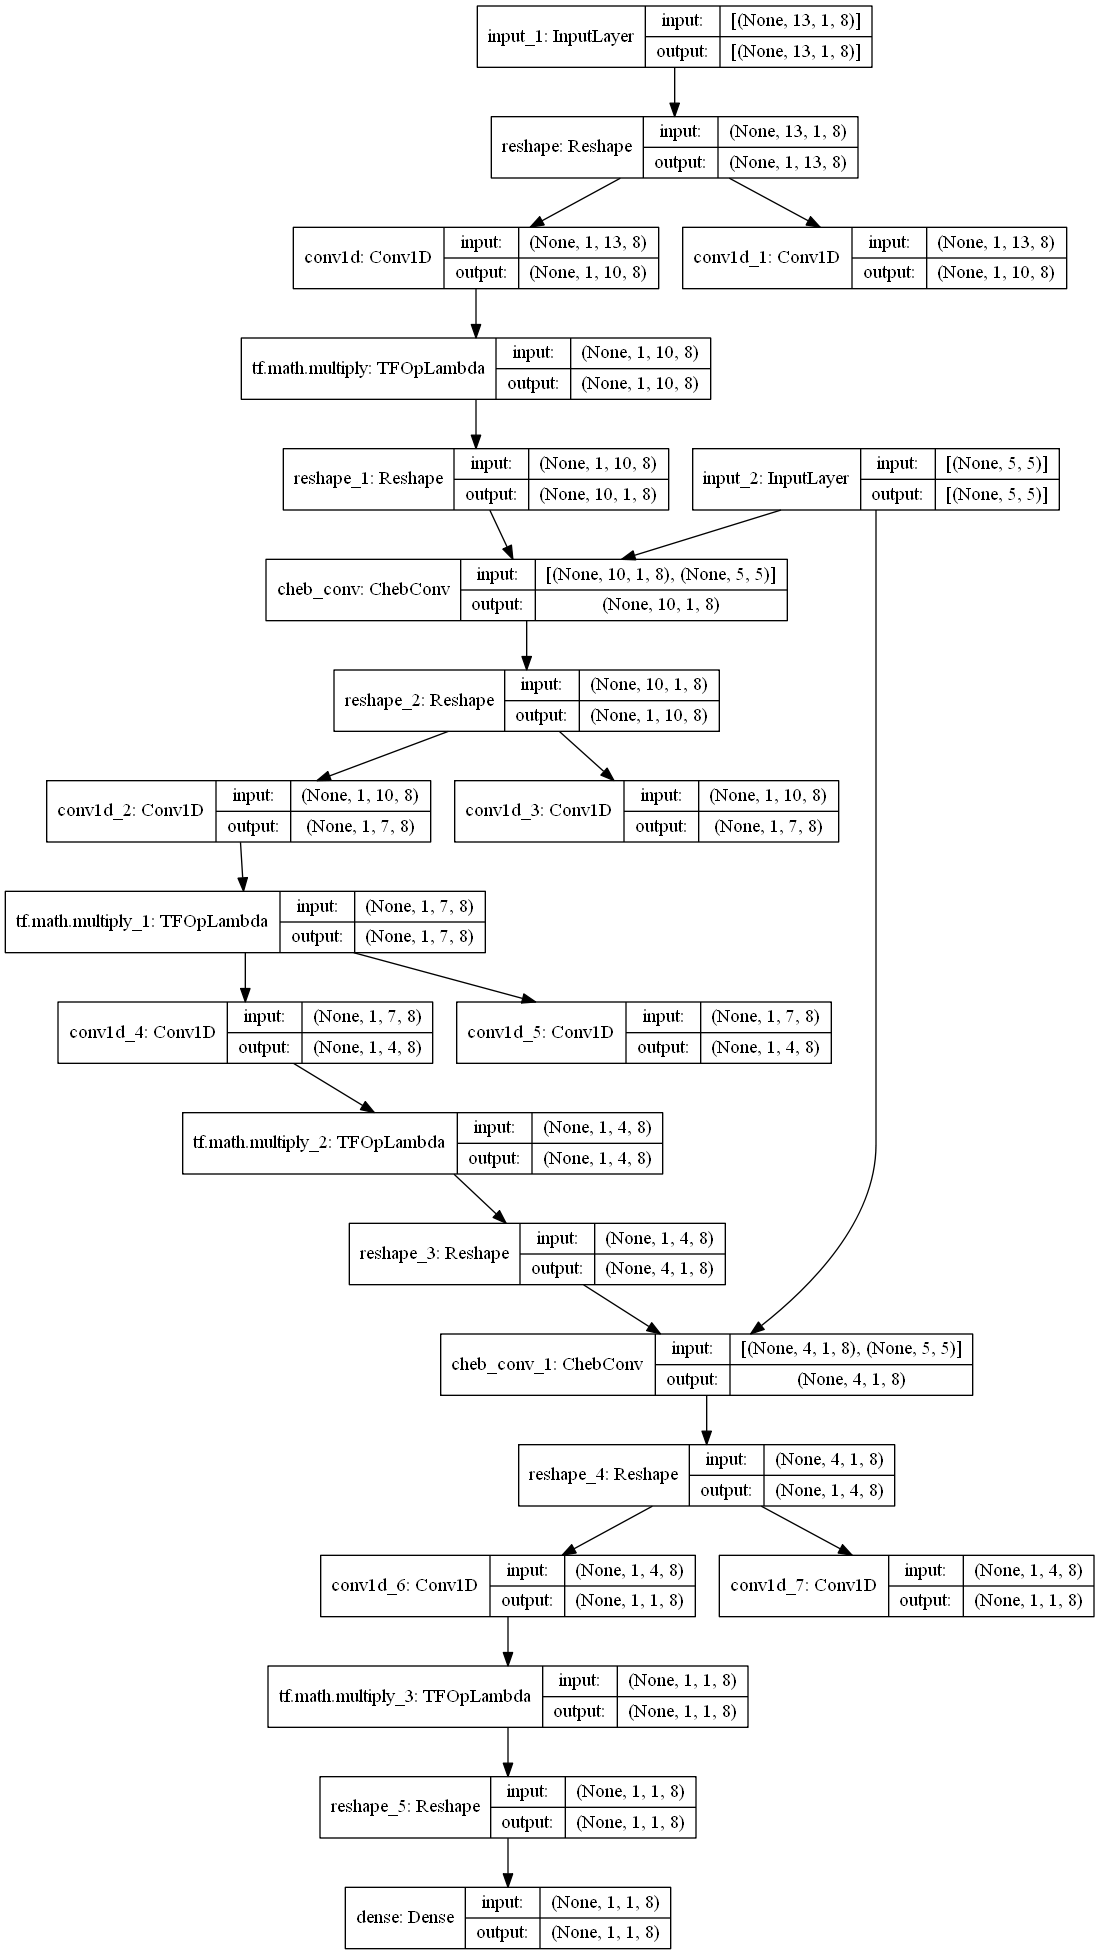 input_1: InputLayer
input: [(None, 13, 1, 8)]
output: [(None, 13, 1, 8)]
reshape: Reshape
input: (None, 13, 1, 8)
output: (None, 1, 13, 8)
conv1d: Conv1D
input: (None, 1, 13, 8)
output: (None, 1, 10, 8)
conv1d_1: Conv1D
input: (None, 1, 13, 8)
output: (None, 1, 10, 8)
tf.math.multiply: TFOpLambda
input: (None, 1, 10, 8)
output: (None, 1, 10, 8)
reshape_1: Reshape
input: (None, 1, 10, 8)
output: (None, 10, 1, 8)
input_2: InputLayer
input: [(None, 5, 5)]
output: [(None, 5, 5)]
cheb_conv: ChebConv
input: [(None, 10, 1, 8), (None, 5, 5)]
output: (None, 10, 1, 8)
reshape_2: Reshape
input: (None, 10, 1, 8)
output: (None, 1, 10, 8)
conv1d_2: Conv1D
input: (None, 1, 10, 8)
output: (None, 1, 7, 8)
conv1d_3: Conv1D
input: (None, 1, 10, 8)
output: (None, 1, 7, 8)
tf.math.multiply_1: TFOpLambda
input: (None, 1, 7, 8)
output: (None, 1, 7, 8)
conv1d_4: Conv1D
input: (None, 1, 7, 8)
output: (None, 1, 4, 8)
conv1d_5: Conv1D
input: (None, 1, 7, 8)
output: (None, 1, 4, 8)
tf.math.multiply_2: TFOpLambda
input: (None, 1, 4, 8)
output: (None, 1, 4, 8)
reshape_3: Reshape
input: (None, 1, 4, 8)
output: (None, 4, 1, 8)
cheb_conv_1: ChebConv
input: [(None, 4, 1, 8), (None, 5, 5)]
output: (None, 4, 1, 8)
reshape_4: Reshape
input: (None, 4, 1, 8)
output: (None, 1, 4, 8)
conv1d_6: Conv1D
input: (None, 1, 4, 8)
output: (None, 1, 1, 8)
conv1d_7: Conv1D
input: (None, 1, 4, 8)
output: (None, 1, 1, 8)
tf.math.multiply_3: TFOpLambda
input: (None, 1, 1, 8)
output: (None, 1, 1, 8)
reshape_5: Reshape
input: (None, 1, 1, 8)
output: (None, 1, 1, 8)
dense: Dense
input: (None, 1, 1, 8)
output: (None, 1, 1, 8)